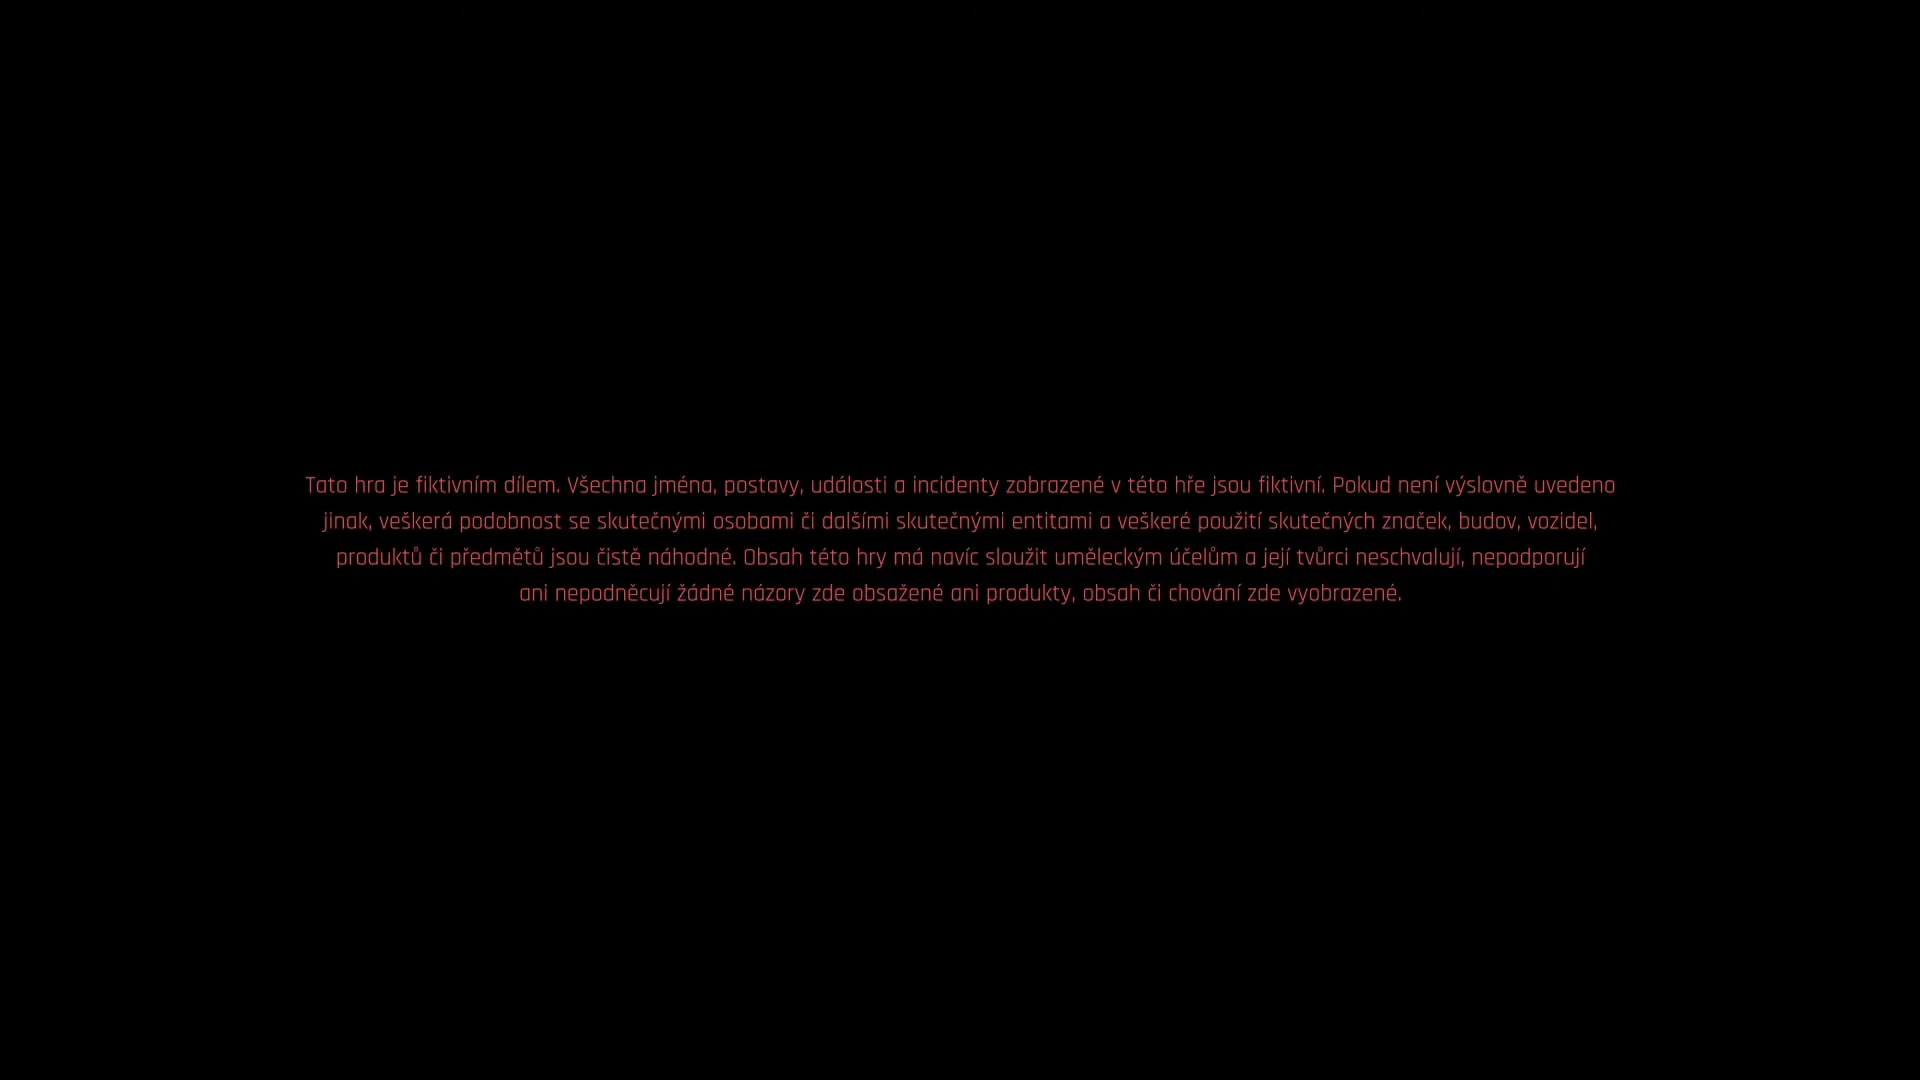 Tato hra je fiktivním dílem. Všechna jména, postavy, události a incidenty zobrazené v této hře jsou fiktivní. Pokud není výslovně uvedeno
jinak, veškerá podobnost se skutečnými osobami či dalšími skutečnými entitami a veškeré použití skutečných značek, budov, vozidel,
produktů či předmětů jsou čistě náhodné. Obsah této hry má navíc sloužit uměleckým účelům a její tvůrci neschvalují, nepodporují
ani nepodněcují žádné názory zde obsažené ani produkty, obsah či chování zde vyobrazené.